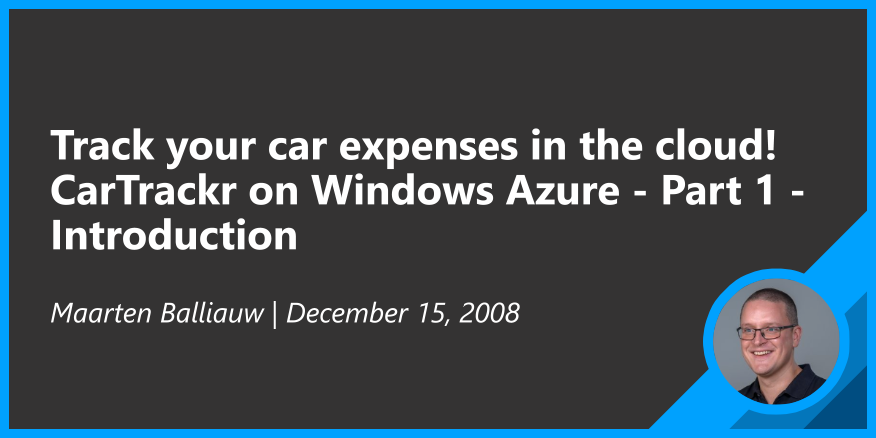 Track your car expenses in the cloud!
CarTrackr on Windows Azure - Part 1 -
Introduction
Maarten Balliauw | December 15, 2008